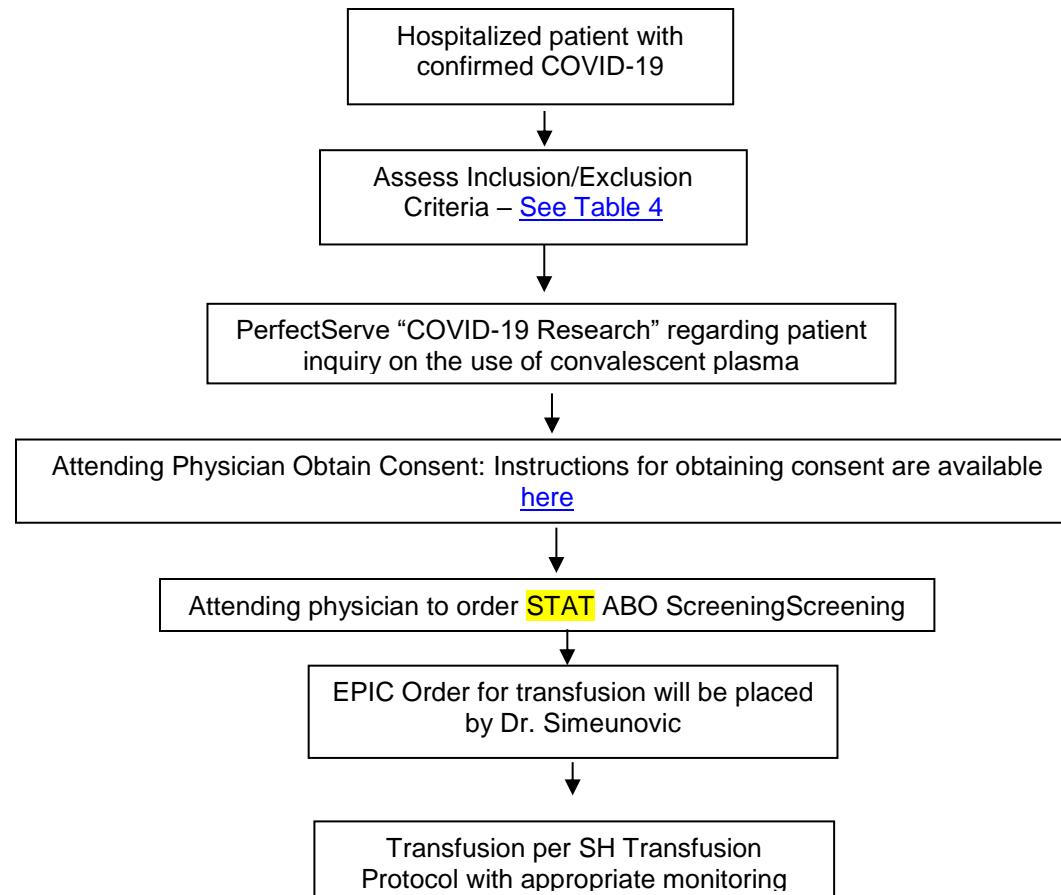 Hospitalized patient with
confirmed COVID-19
Assess Inclusion/Exclusion
Criteria – See Table 4
PerfectServe “COVID-19 Research” regarding patient
inquiry on the use of convalescent plasma
Attending Physician Obtain Consent: Instructions for obtaining consent are available
here
Attending physician to order STAT ABO ScreeningScreening
EPIC Order for transfusion will be placed
by Dr. Simeunovic
Transfusion per SH Transfusion
Protocol with appropriate monitoring